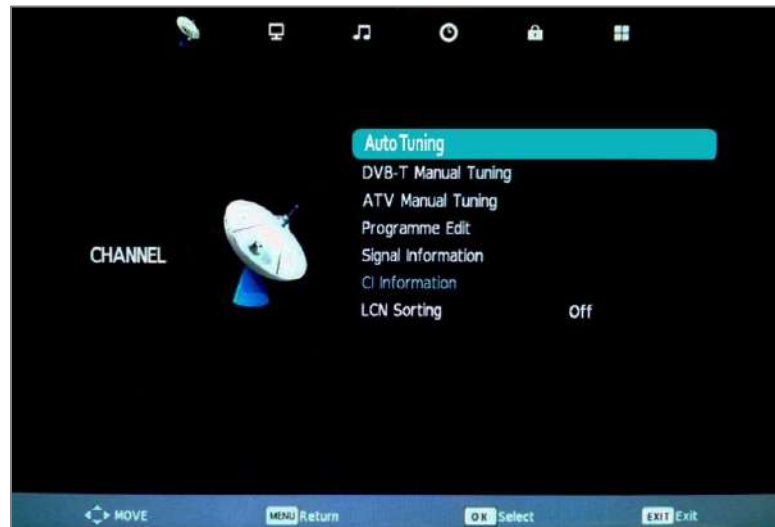 Auto Tuning
DVB-T Manual Tuning
ATV Manual Tuning
Programme Edit
CHANNEL
Signal Information
CI Information
LCN Sorting Off
MOVE MENU Return OK Select EXIT Exit